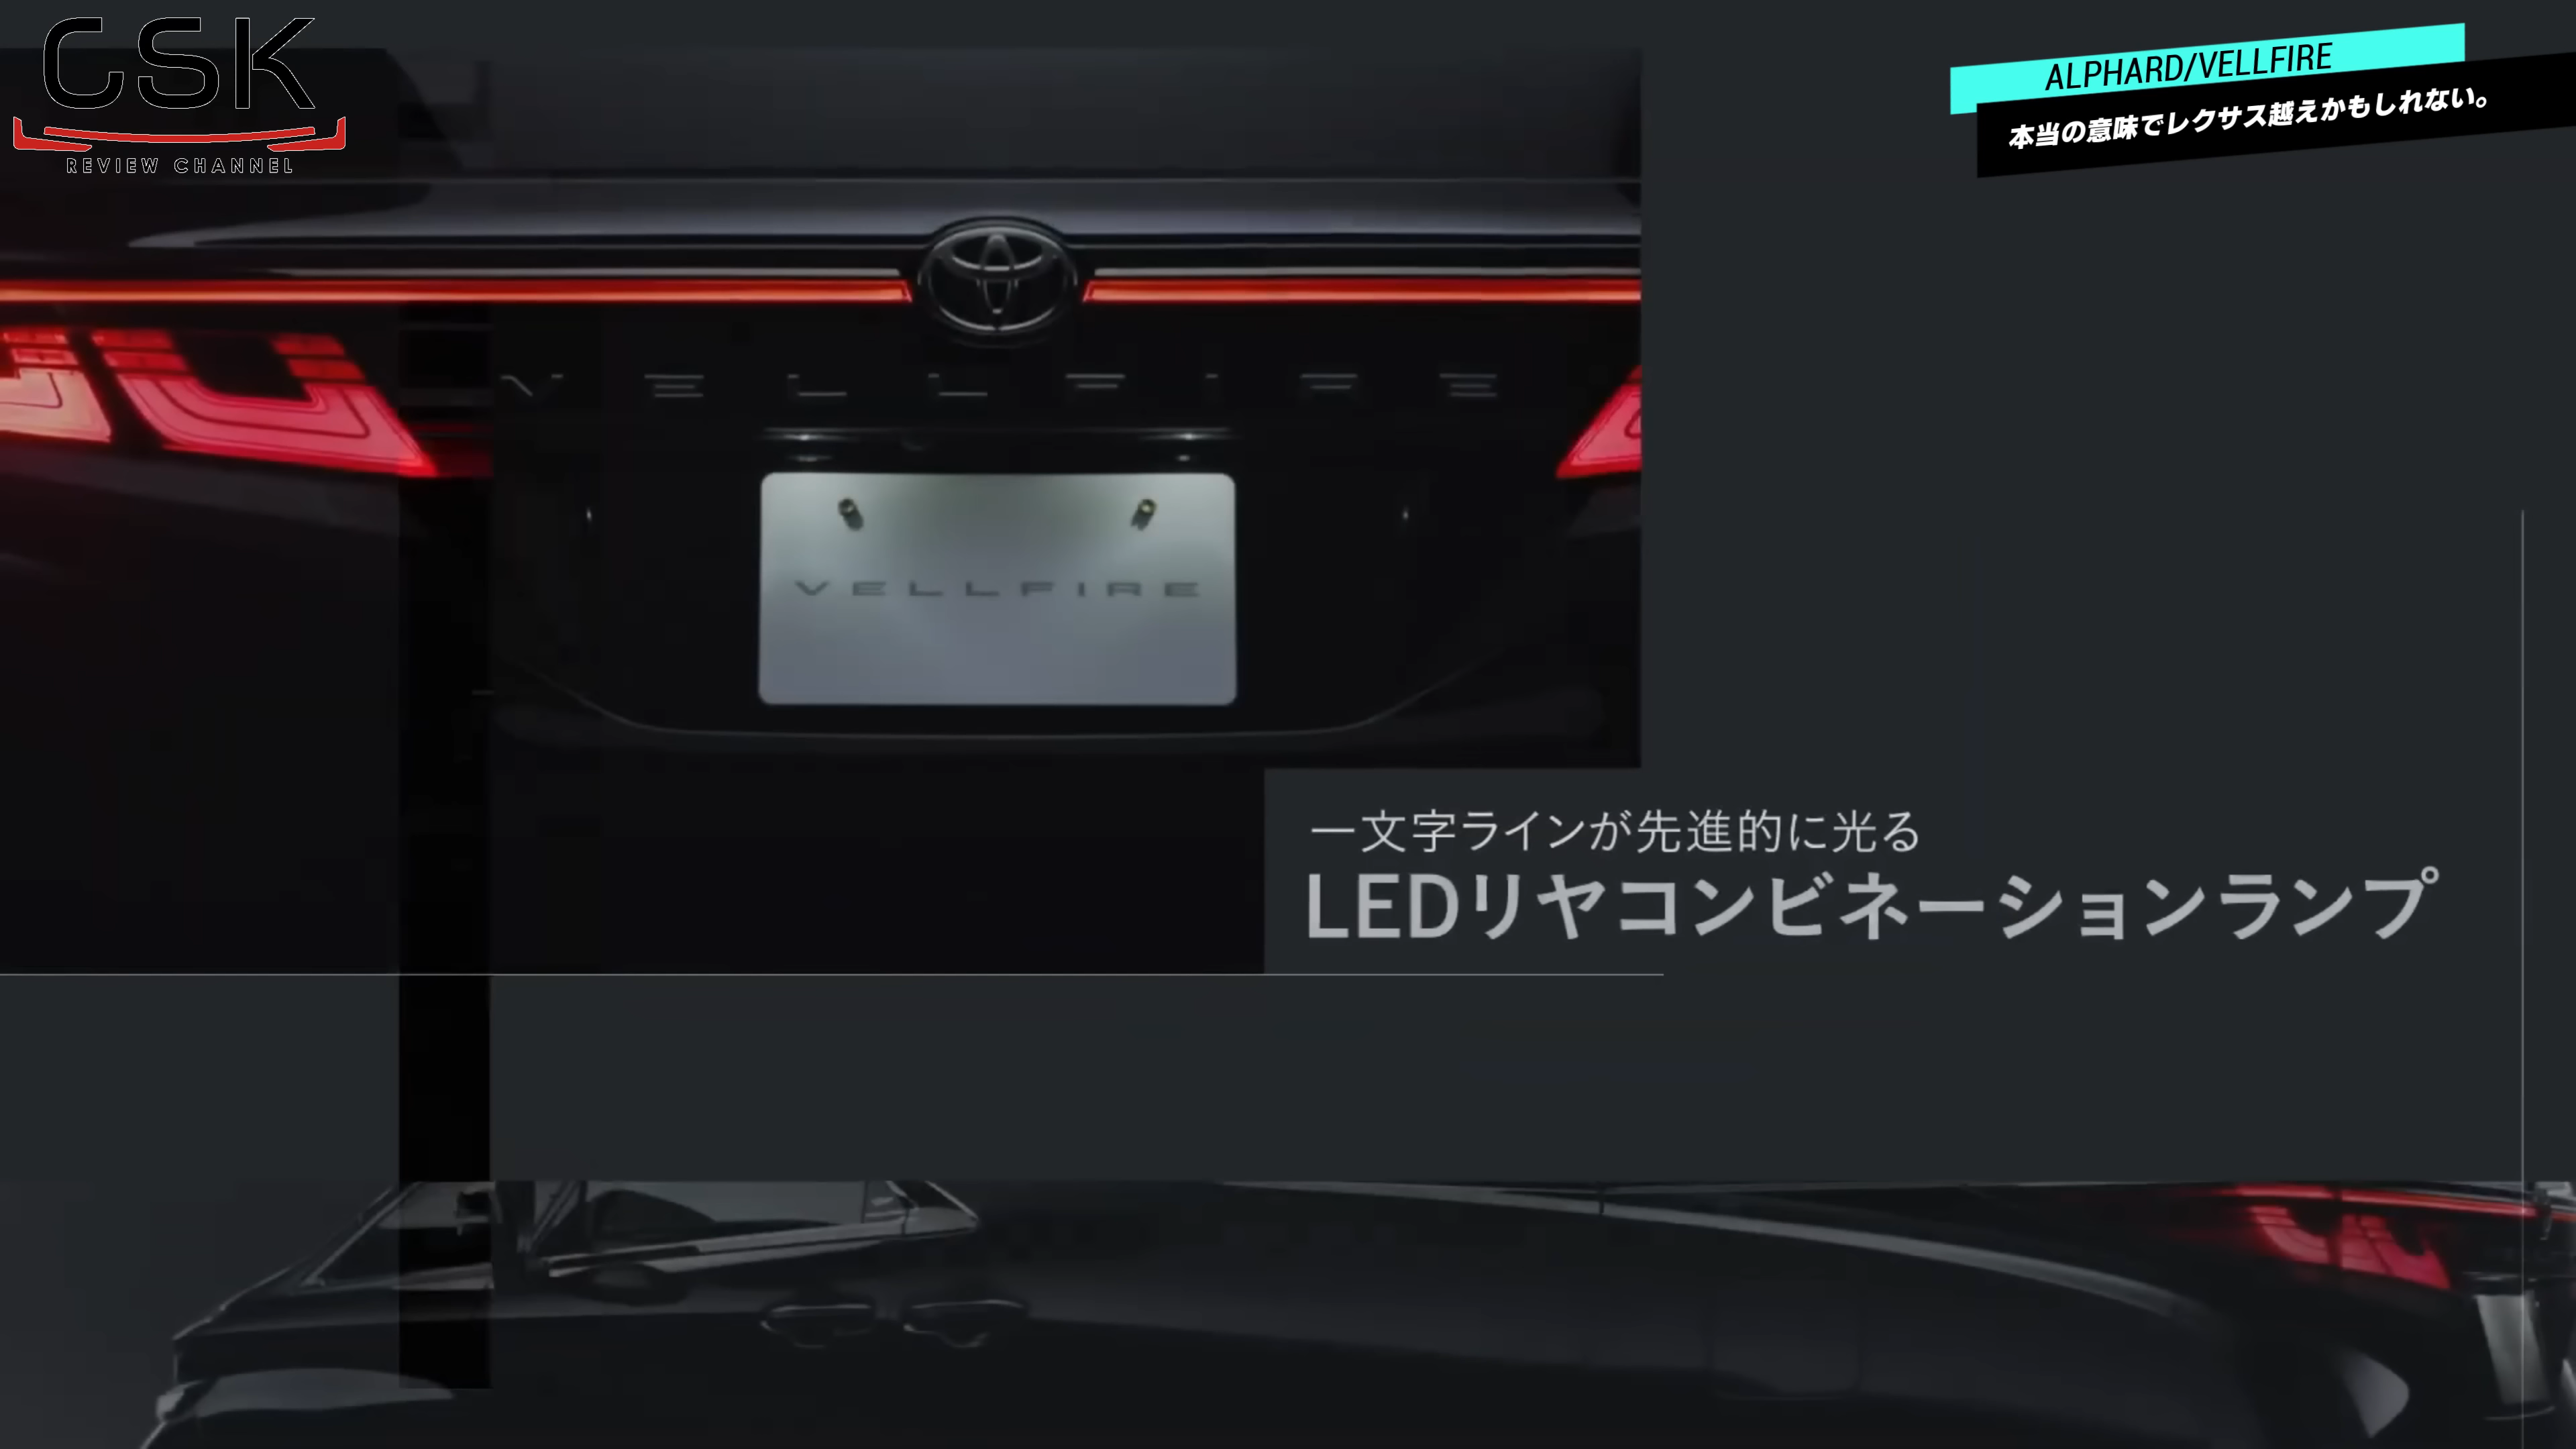 CSK
REVIEW CHANNEL
ALPHARD/VELLFIRE
本当の意味でレクサス越えかもしれない。
VELLFIRE
VELLFIRE
一文字ラインが先進的に光る
LEDリヤコンビネーションランプ